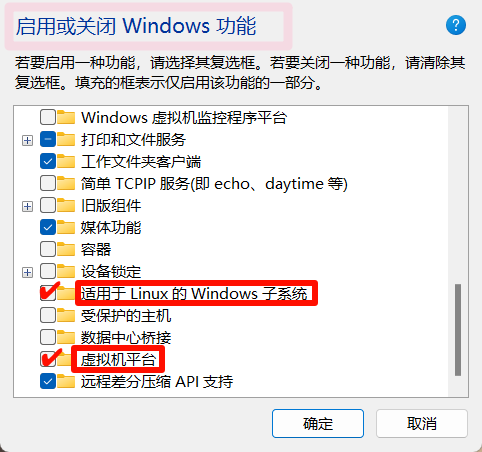 启用或关闭 Windows 功能
?
若要启用一种功能，请选择其复选框。若要关闭一种功能，请清除其
复选框。填充的框表示仅启用该功能的一部分。
Windows 虚拟机监控程序平台
打印和文件服务
工作文件夹客户端
简单 TCPIP 服务(即 echo、daytime 等)
旧版组件
媒体功能
容器
设备锁定
适用于 Linux 的 Windows 子系统
受保护的主机
数据中心桥接
虚拟机平台
远程差分压缩 API 支持
确定
取消